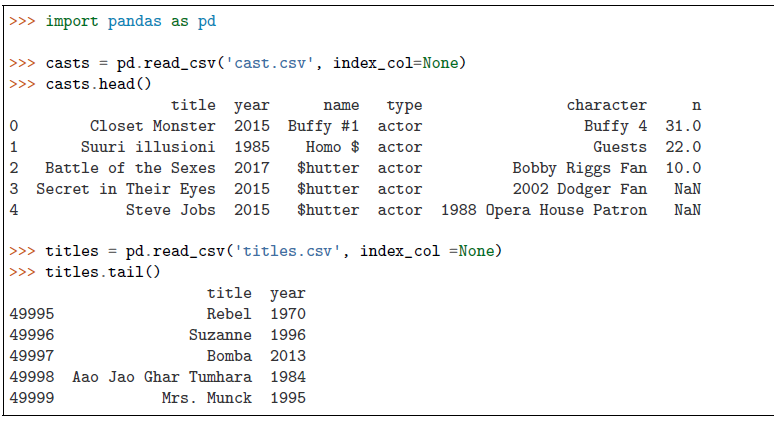 >>> import pandas as pd
>>> casts = pd.read_csv('cast.csv', index_col=None)
>>> casts.head()
title year name type character n
0 Closet Monster 2015 Buffy #1 actor Buffy 4 31.0
1 Suuri illusioni 1985 Homo $ actor Guests 22.0
2 Battle of the Sexes 2017 $hutter actor Bobby Riggs Fan 10.0
3 Secret in Their Eyes 2015 $hutter actor 2002 Dodger Fan NaN
4 Steve Jobs 2015 $hutter actor 1988 Opera House Patron NaN
>>> titles = pd.read_csv('titles.csv', index_col =None)
>>> titles.tail()
title year
49995 Rebel 1970
49996 Suzanne 1996
49997 Bomba 2013
49998 Aao Jao Ghar Tumhara 1984
49999 Mrs. Munck 1995